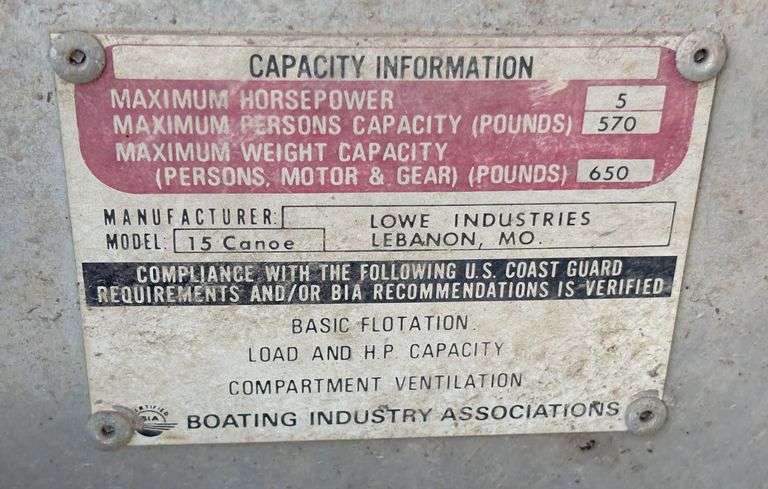 CAPACITY INFORMATION
MAXIMUM HORSEPOWER 5
MAXIMUM PERSONS CAPACITY (POUNDS) 570
MAXIMUM WEIGHT CAPACITY
(PERSONS, MOTOR & GEAR) (POUNDS) 650
MANUFACTURER: LOWE INDUSTRIES
MODEL: 15 Canoe LEBANON, MO.
COMPLIANCE WITH THE FOLLOWING U.S. COAST GUARD
REQUIREMENTS AND/OR BIA RECOMMENDATIONS IS VERIFIED
BASIC FLOTATION
LOAD AND H.P. CAPACITY
COMPARTMENT VENTILATION
CERTIFIED
BIA
BOATING INDUSTRY ASSOCIATIONS